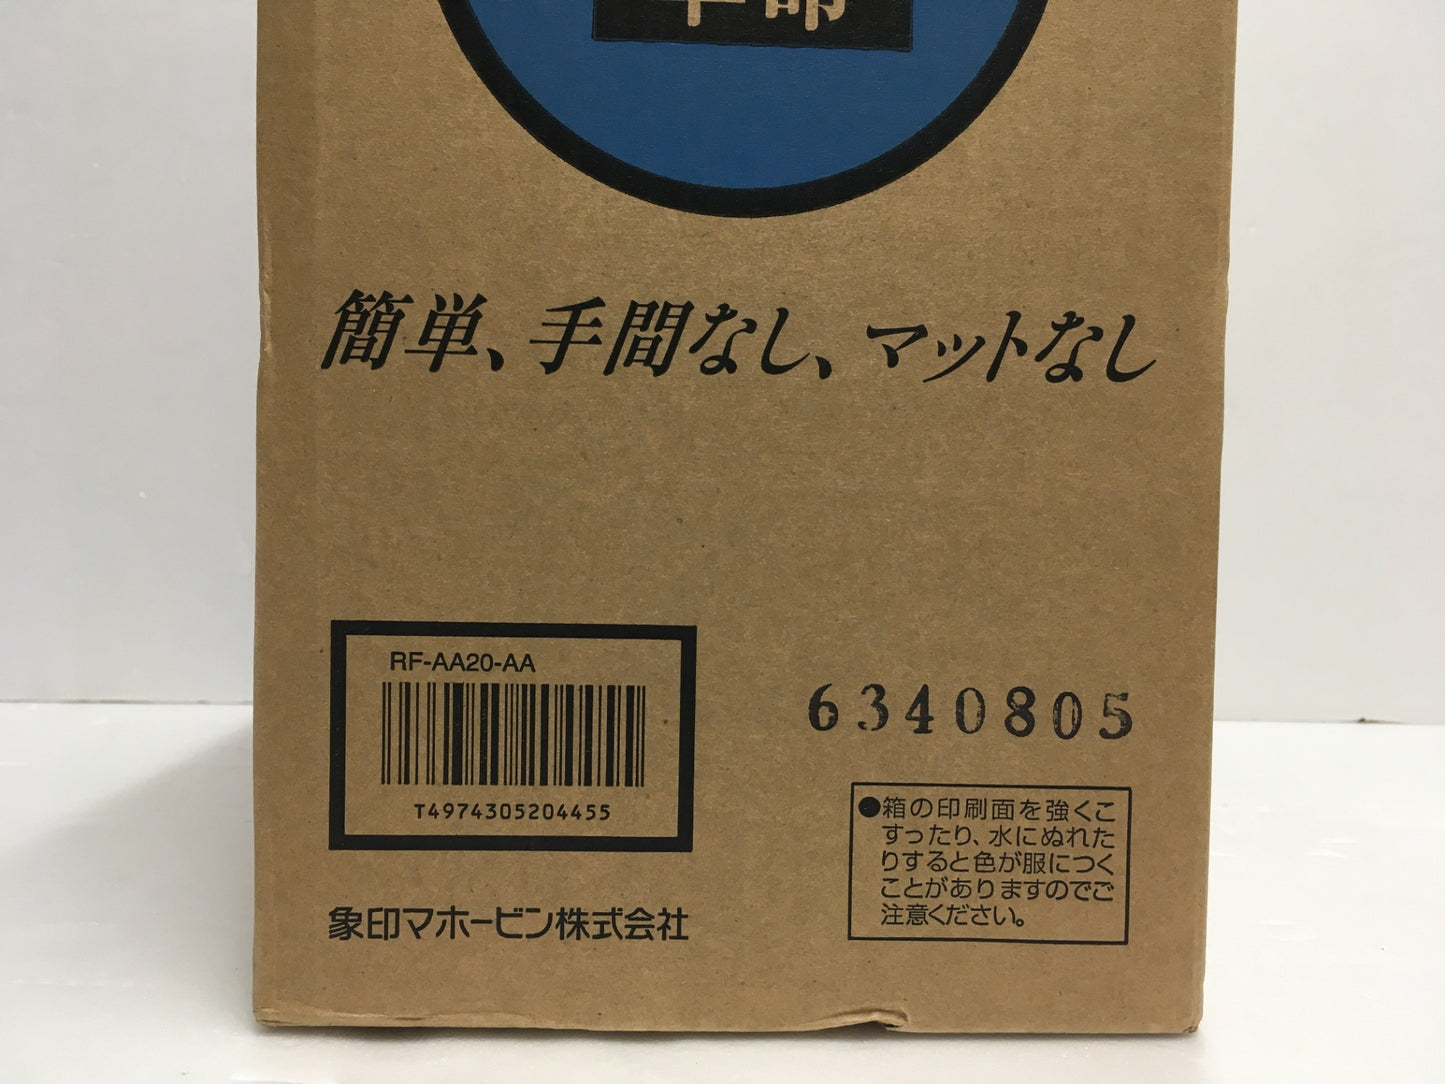 簡単、手間なし、マットなし
RF-AA20-AA
T4974305204455
6340805
●箱の印刷面を強くこ
すったり、水にぬれた
りすると色が服につく
ことがありますのでご
注意ください。
象印マホービン株式会社